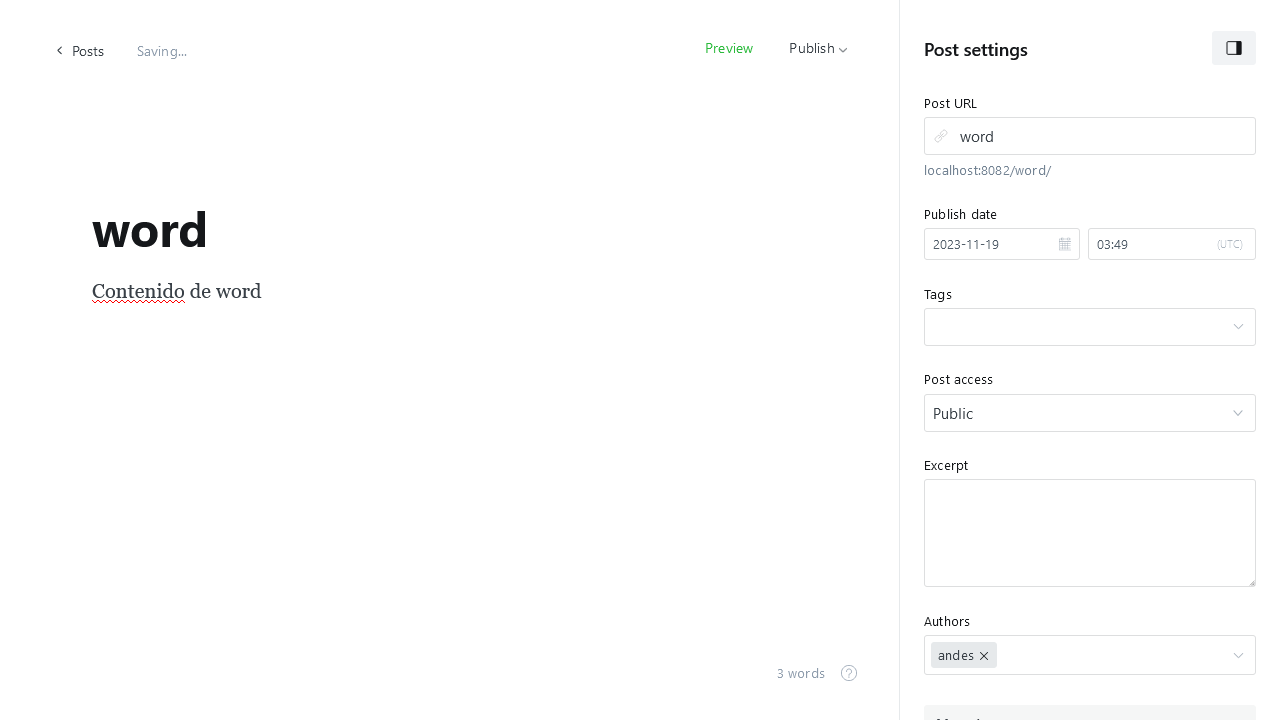 Posts
Saving...
Preview
Publish
word
Contenido de word
3 words
Post settings
Post URL
word
localhost:8082/word/
Publish date
2023-11-19
03:49
(UTC)
Tags
Post access
Public
Excerpt
Authors
andes